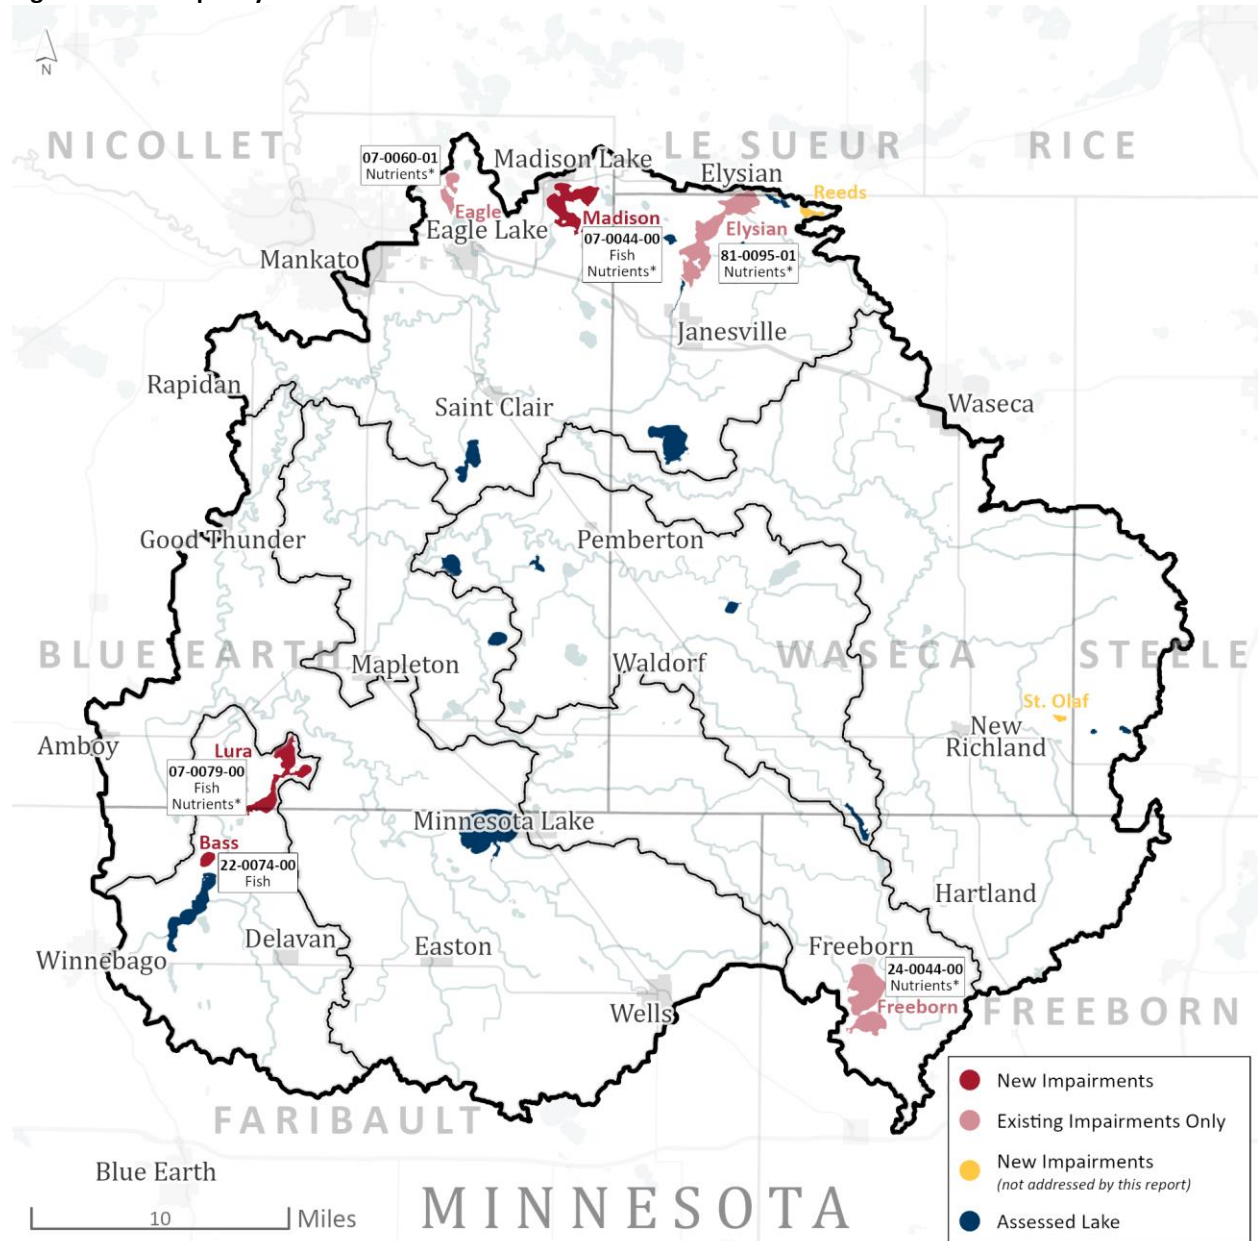 N
NICOLLET
LE SUEUR
RICE
07-0060-01
Nutrients*
Madison Lake
Elysian
Reeds
Eagle
Eagle Lake
Madison
07-0044-00
Fish
Nutrients*
Elysian
81-0095-01
Nutrients*
Mankato
Janesville
Rapidan
Saint Clair
Waseca
Good Thunder
Pemberton
BLUE EARTH
Mapleton
Waldorf
WASECA
STEELE
St. Olaf
New
Richland
Amboy
Lura
07-0079-00
Fish
Nutrients*
Minnesota Lake
Bass
22-0074-00
Fish
Hartland
Winnebago
Delavan
Easton
Freeborn
24-0044-00
Nutrients*
Freeborn
Wells
FREEBORN
FARIBAULT
Blue Earth
10 Miles
MINNESOTA
New Impairments
Existing Impairments Only
New Impairments
(not addressed by this report)
Assessed Lake